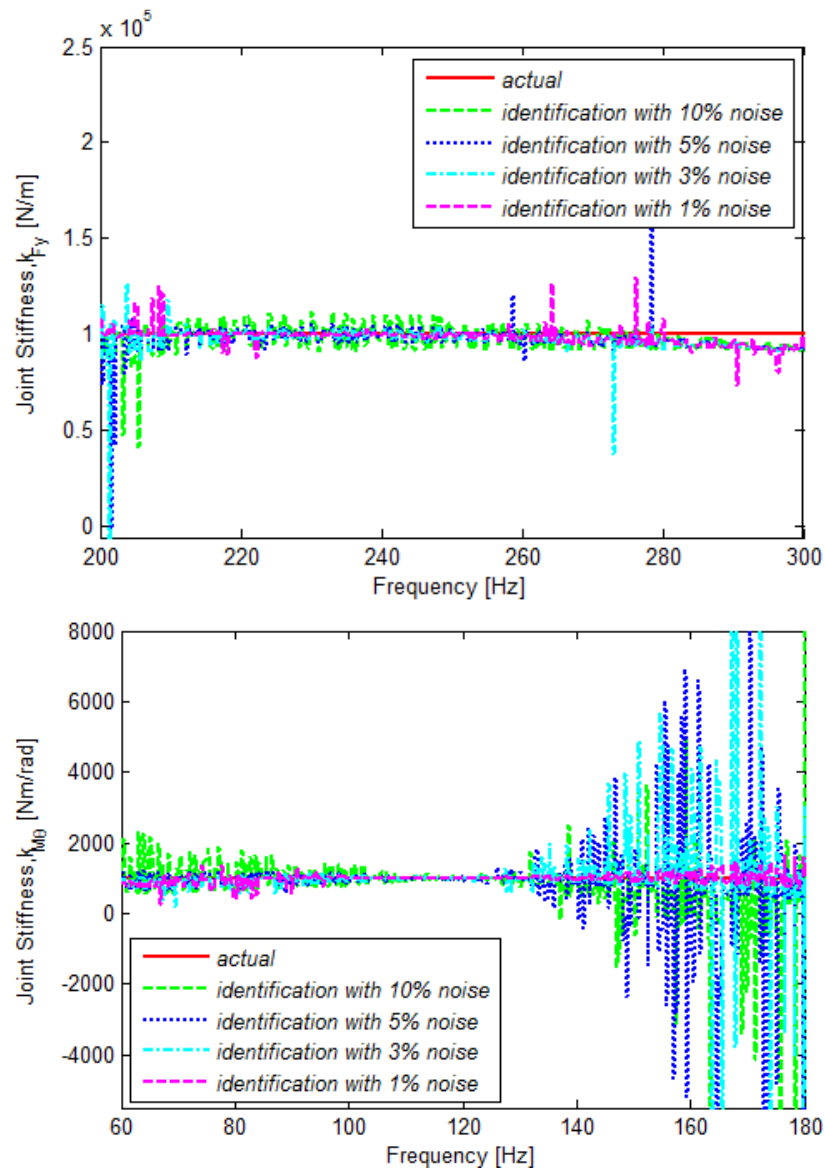 x 10^5
2.5
2
1.5
1
0.5
0
Joint Stiffness,k_Fy [N/m]
actual
identification with 10% noise
identification with 5% noise
identification with 3% noise
identification with 1% noise
200 220 240 260 280 300
Frequency [Hz]
8000
6000
4000
2000
0
-2000
-4000
Joint Stiffness,k_Mθ [Nm/rad]
actual
identification with 10% noise
identification with 5% noise
identification with 3% noise
identification with 1% noise
60 80 100 120 140 160 180
Frequency [Hz]